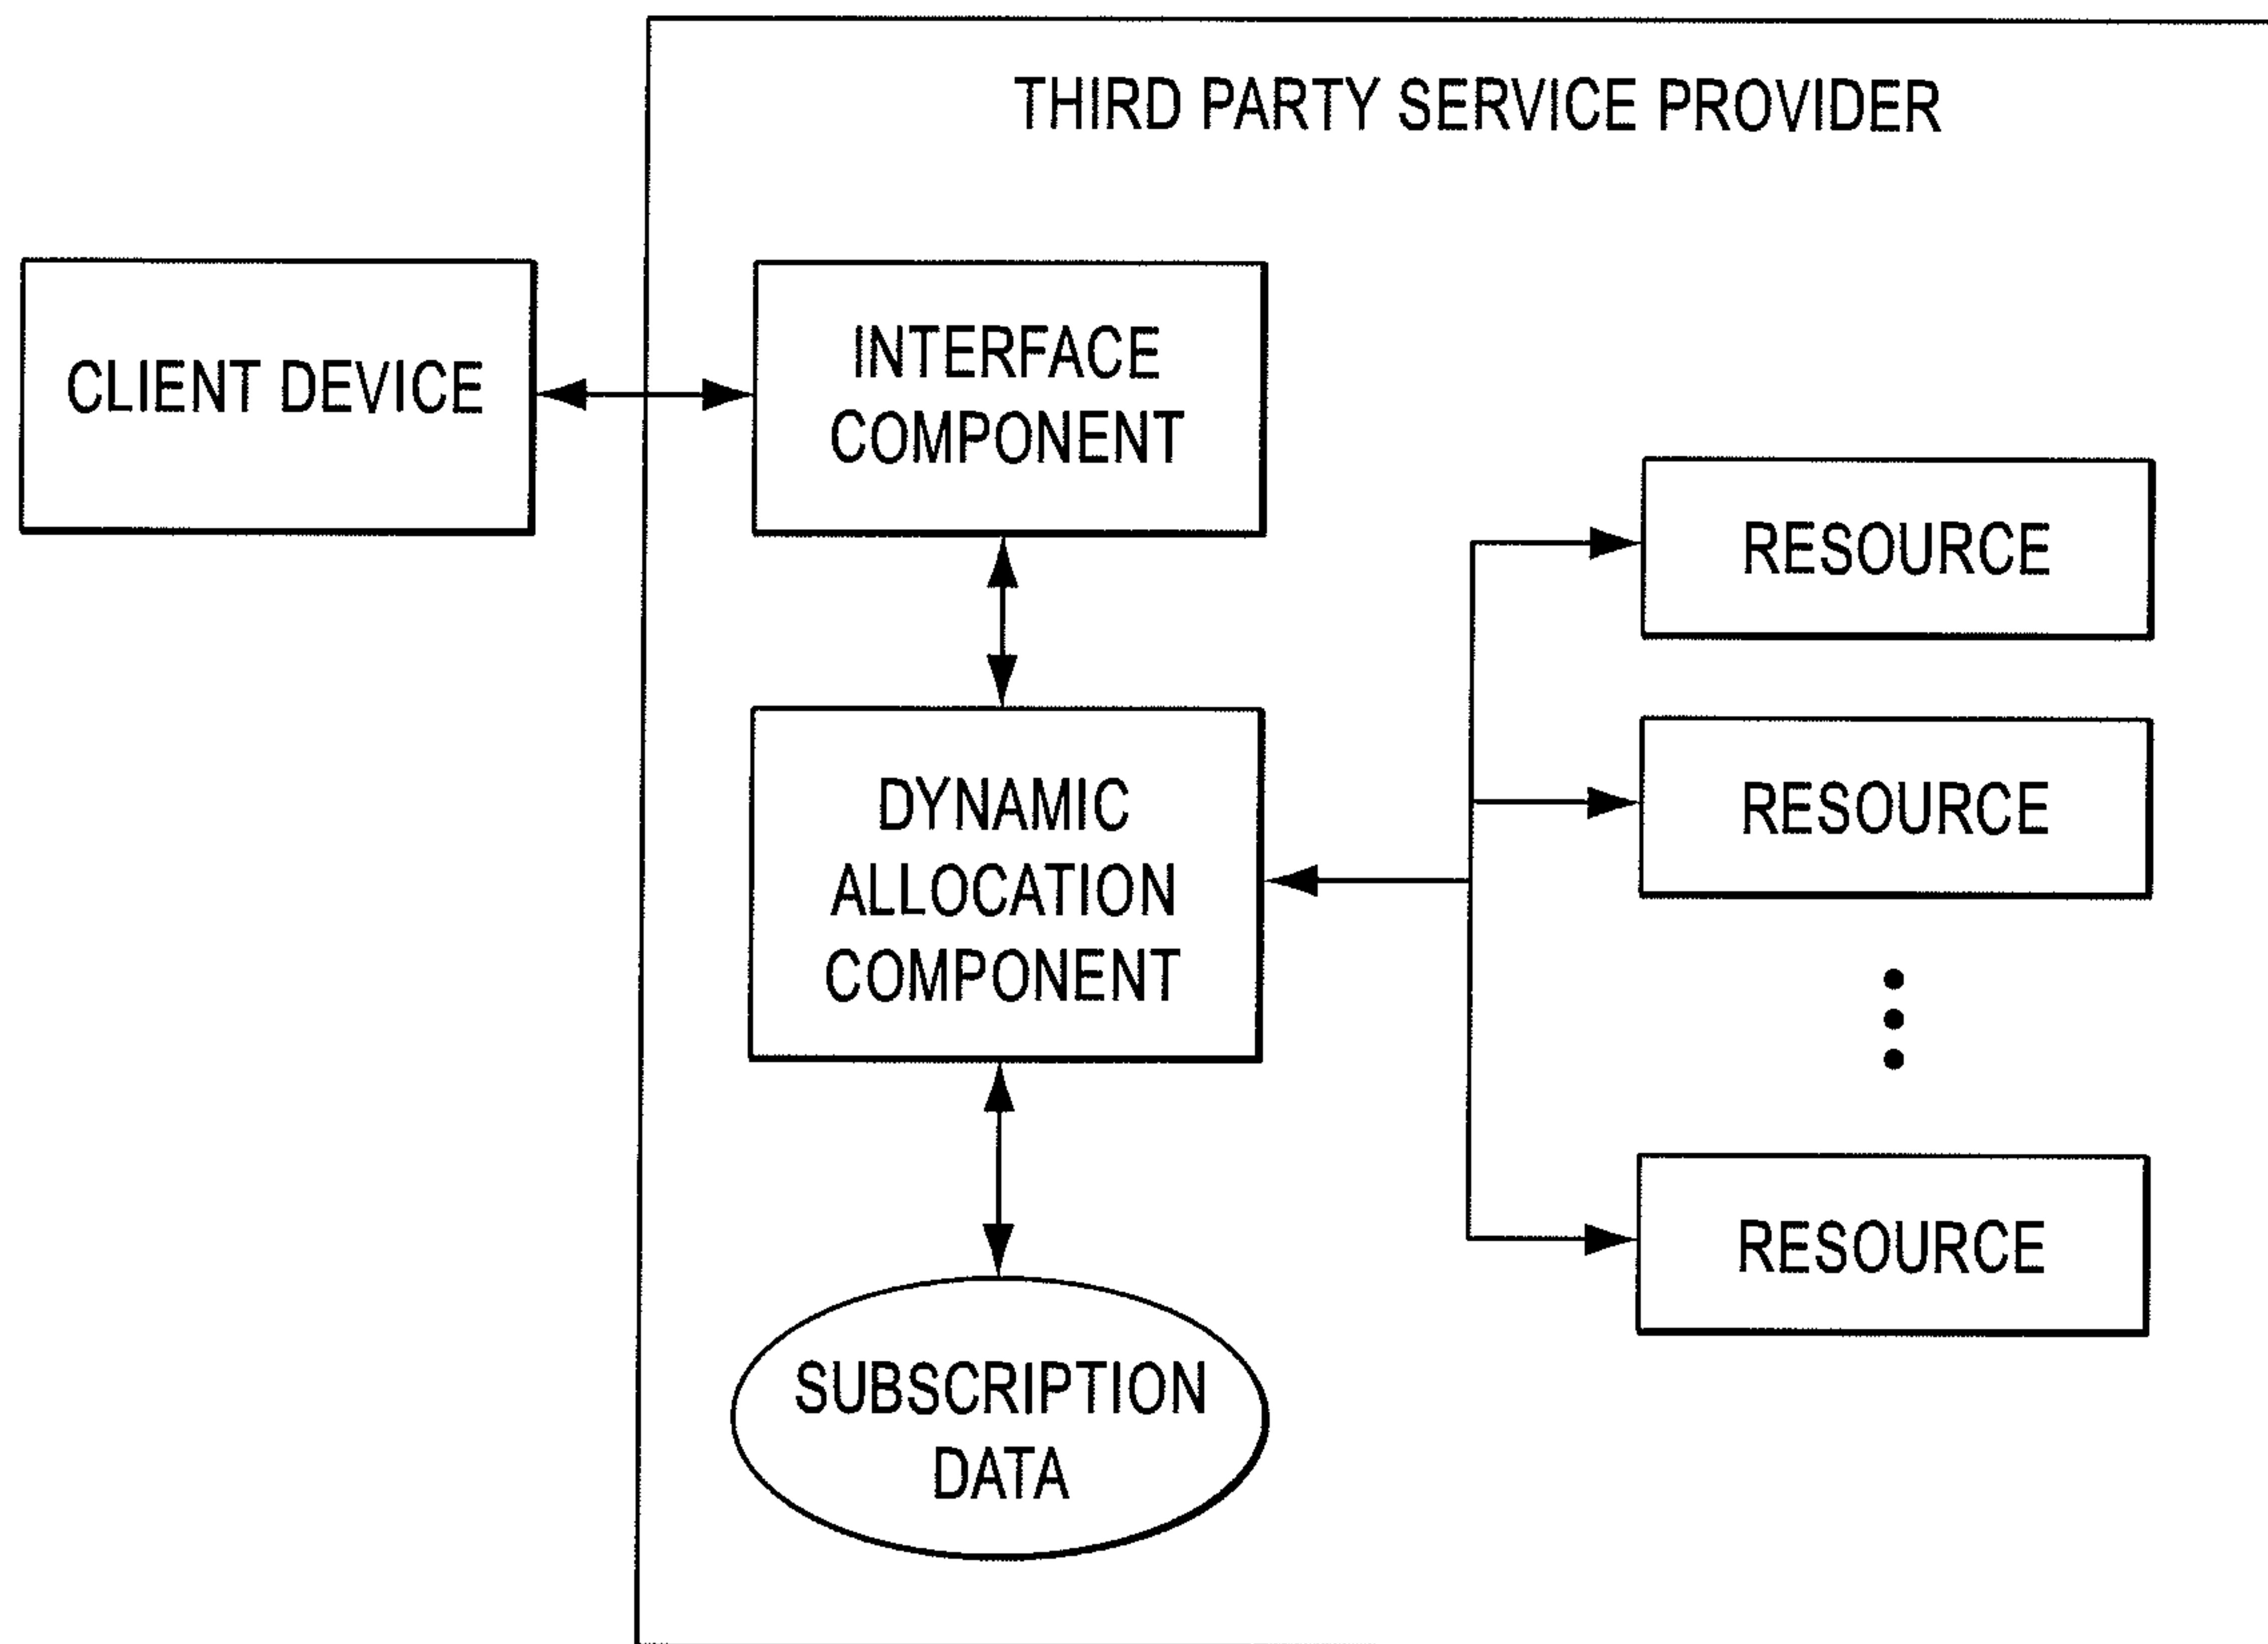 THIRD PARTY SERVICE PROVIDER
CLIENT DEVICE
INTERFACE
COMPONENT
RESOURCE
RESOURCE
DYNAMIC
ALLOCATION
COMPONENT
RESOURCE
SUBSCRIPTION
DATA